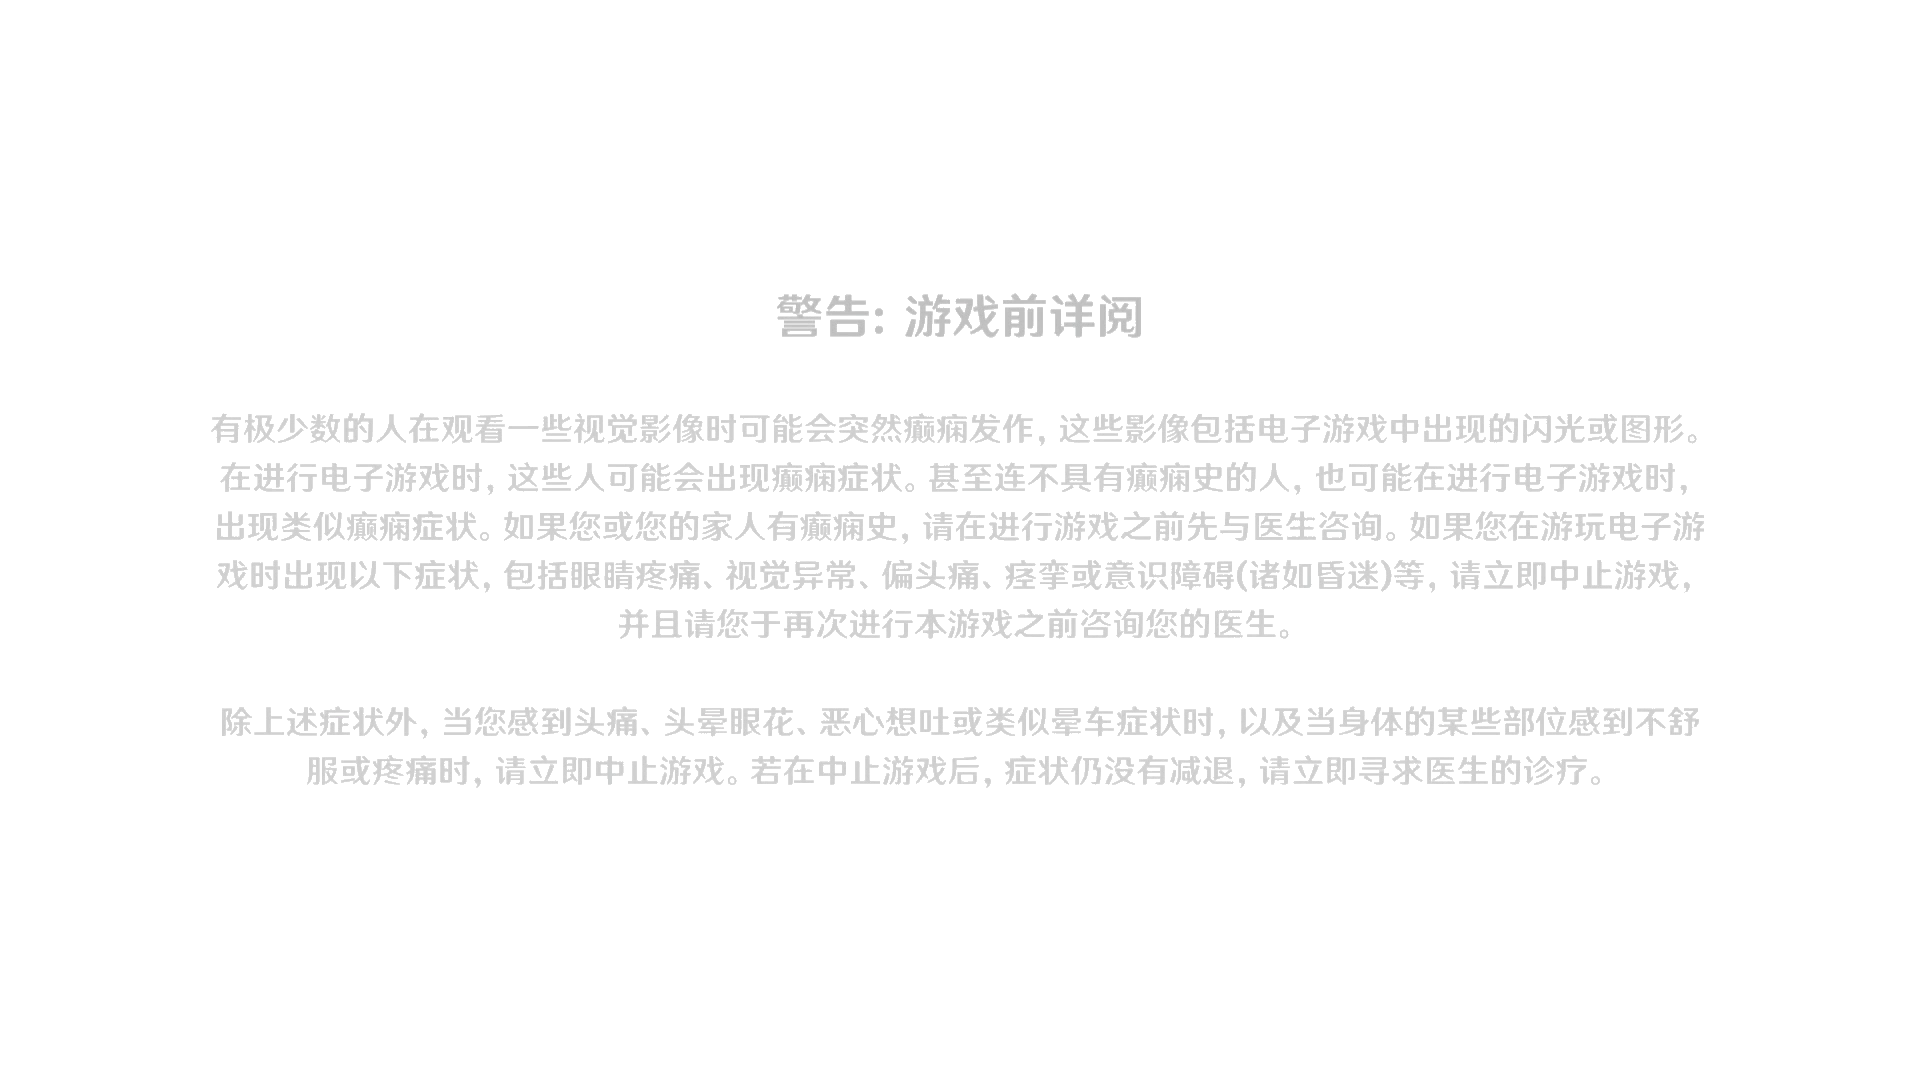 警告: 游戏前详阅
有极少数的人在观看一些视觉影像时可能会突然癫痫发作, 这些影像包括电子游戏中出现的闪光或图形。
在进行电子游戏时, 这些人可能会出现癫痫症状。甚至连不具有癫痫史的人, 也可能在进行电子游戏时,
出现类似癫痫症状。如果您或您的家人有癫痫史, 请在进行游戏之前先与医生咨询。如果您在游玩电子游
戏时出现以下症状, 包括眼睛疼痛、视觉异常、偏头痛、痉挛或意识障碍(诸如昏迷)等, 请立即中止游戏,
并且请您于再次进行本游戏之前咨询您的医生。
除上述症状外, 当您感到头痛、头晕眼花、恶心想吐或类似晕车症状时, 以及当身体的某些部位感到不舒
服或疼痛时, 请立即中止游戏。若在中止游戏后, 症状仍没有减退, 请立即寻求医生的诊疗。